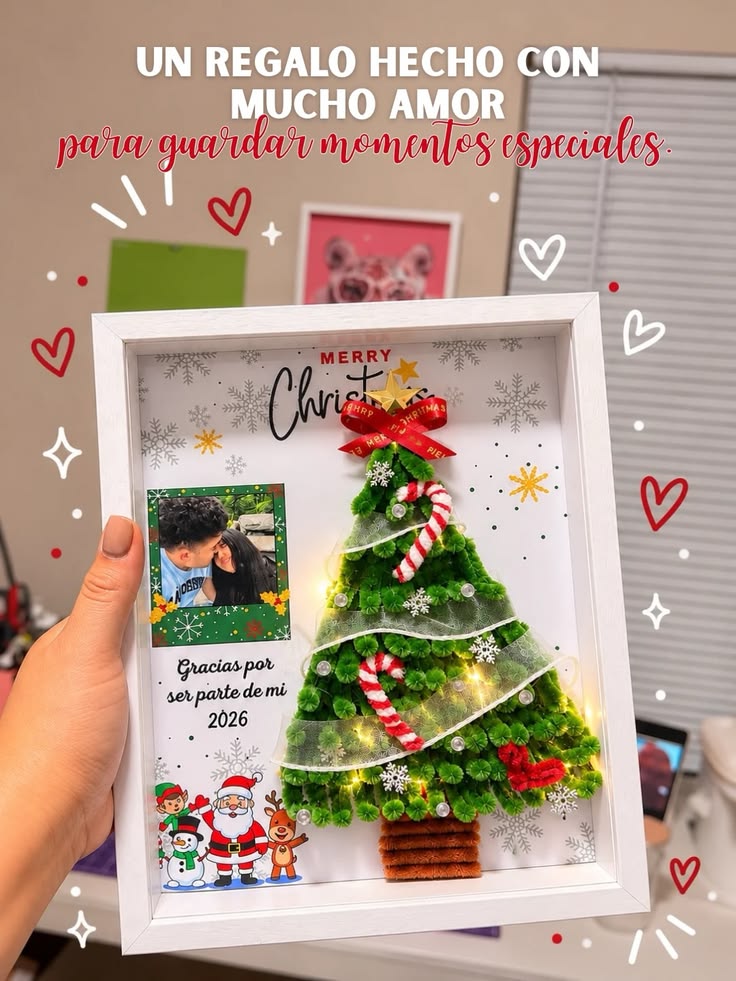 UN REGALO HECHO CON
MUCHO AMOR
para guardar momentos especiales.
MERRY
Christmas
CHRISTMAS
Gracias por
ser parte de mi
2026